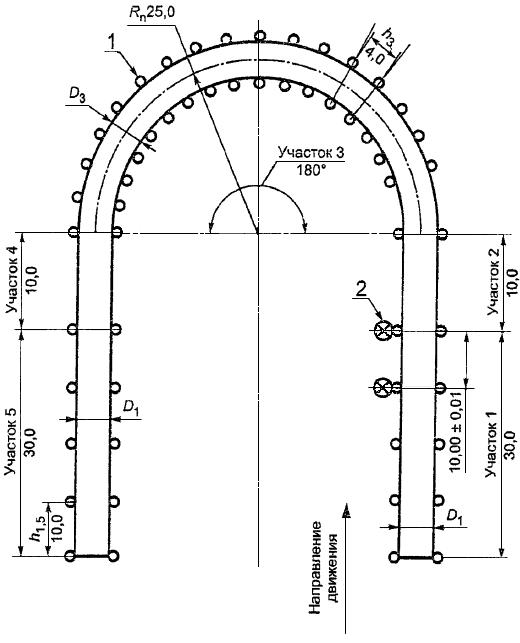 Rп25,0
1
h3
4,0
D3
Участок 3
180°
Участок 4
10,0
Участок 2
10,0
2
Участок 5
30,0
D1
10,00 ± 0,01
Участок 1
30,0
h1,5
10,0
D1
Направление
движения